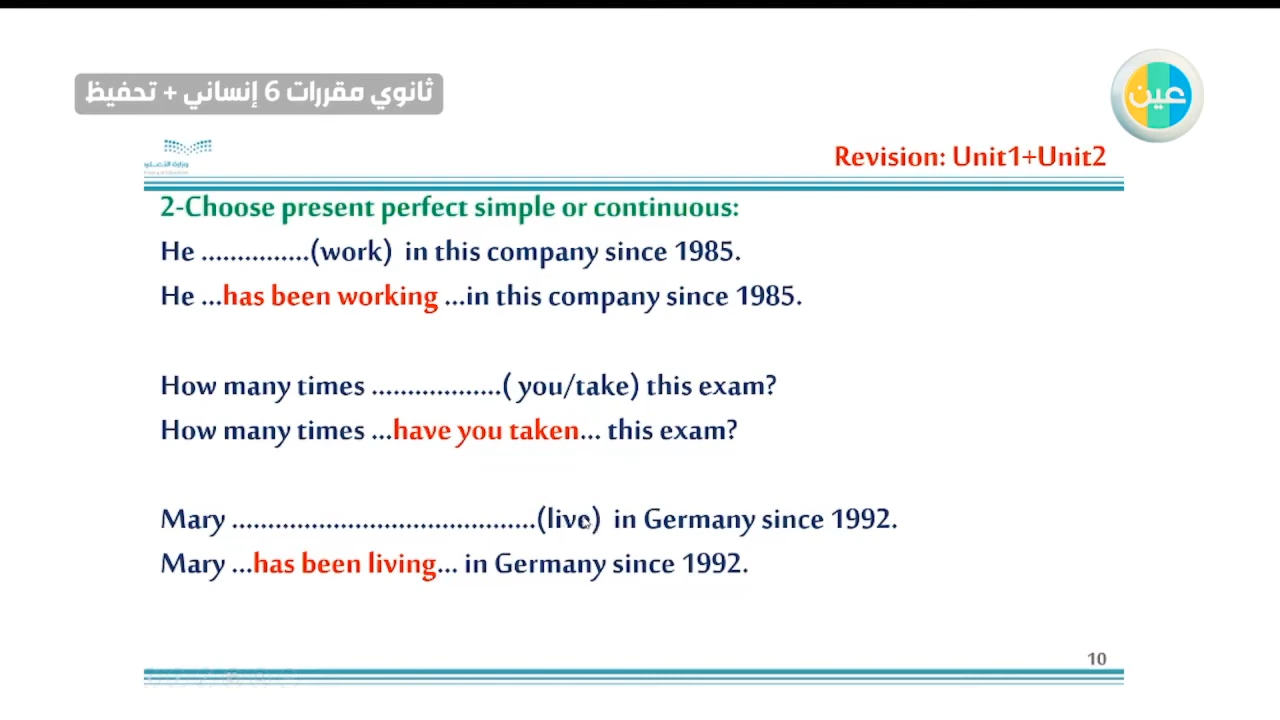 ثانوي مقررات 6 إنساني + تحفيظ
عين
Revision: Unit1+Unit2
2-Choose present perfect simple or continuous:
He ...............(work) in this company since 1985.
He ...has been working ...in this company since 1985.
How many times ..................( you/take) this exam?
How many times ...have you taken... this exam?
Mary ..........................................(live) in Germany since 1992.
Mary ...has been living... in Germany since 1992.
10